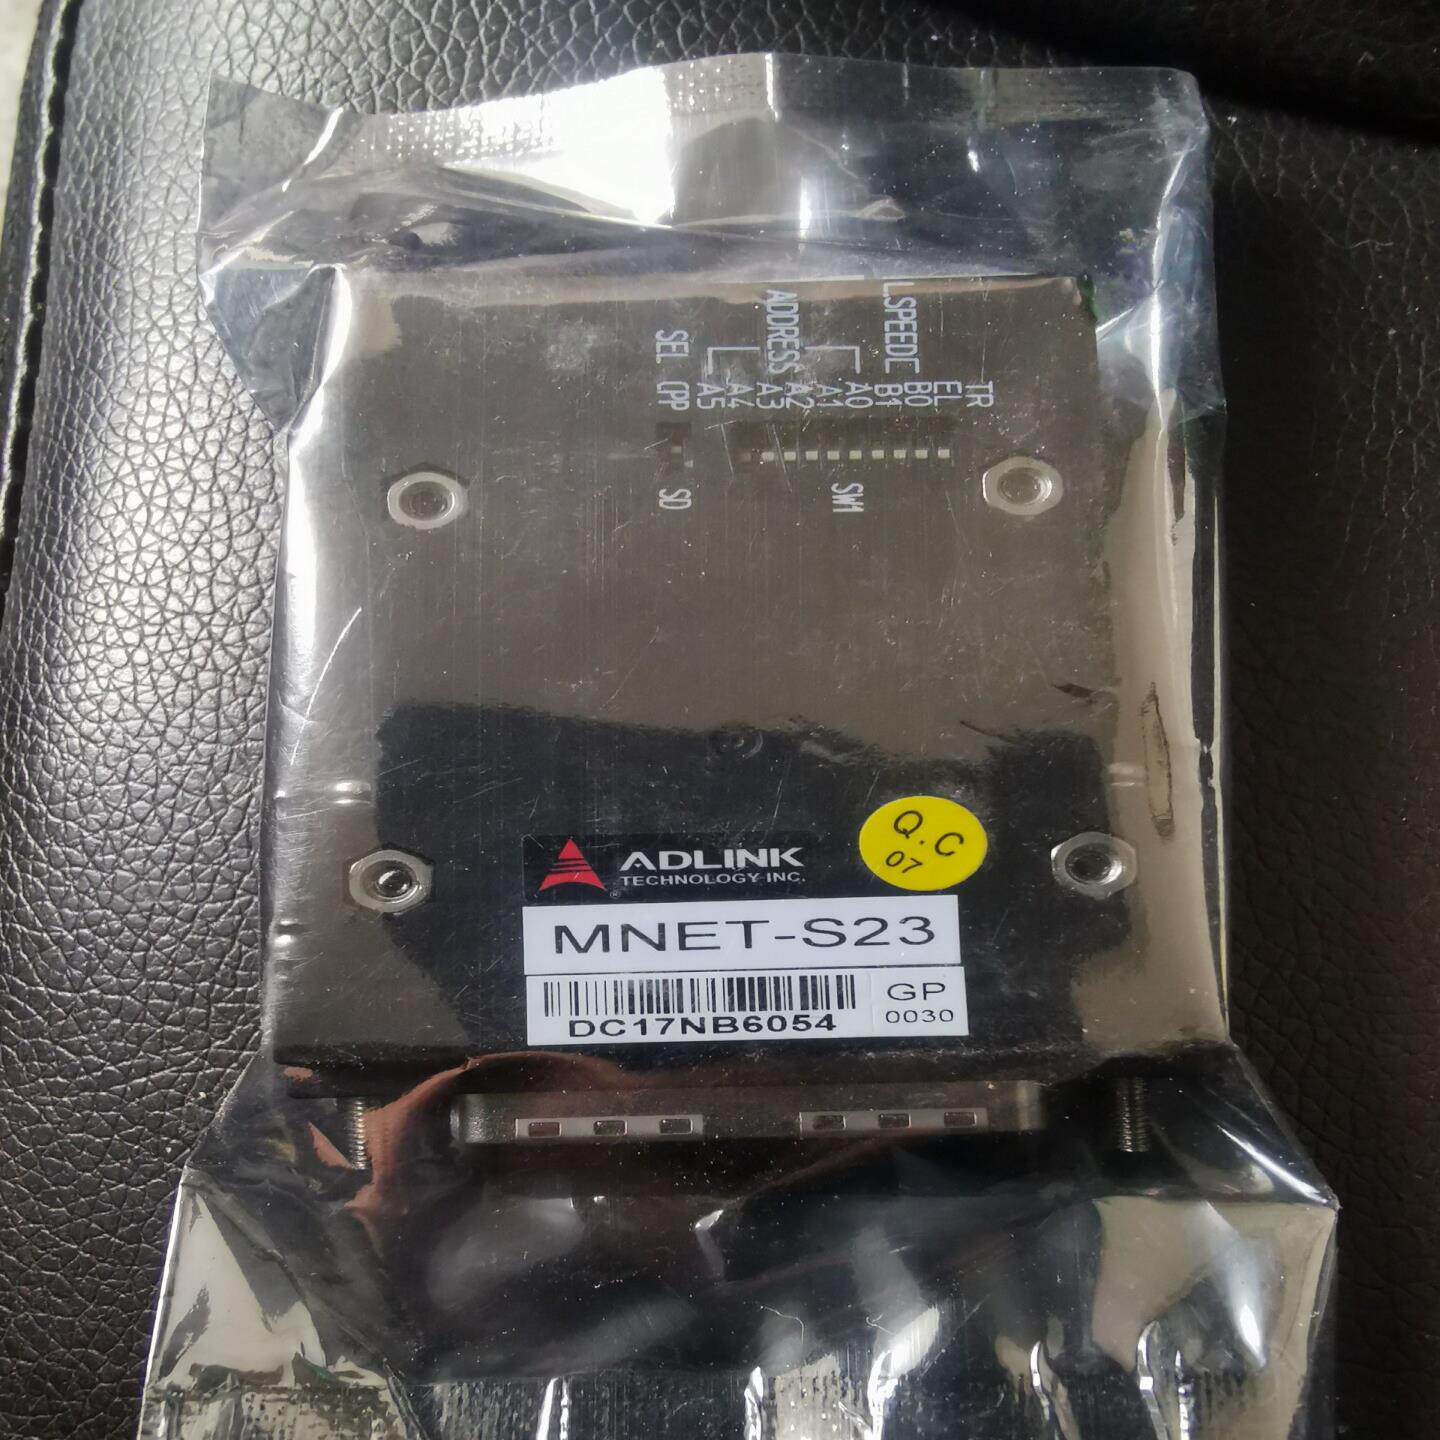 LSPEED
ADDRESS
SEL
CPP
A5
A4
A3
A2
A1
A0
B1
B0
EL
TR
SD
SW1
Q.C
07
ADLINK
TECHNOLOGY INC.
®
MNET-S23
DC17NB6054
GP
0030